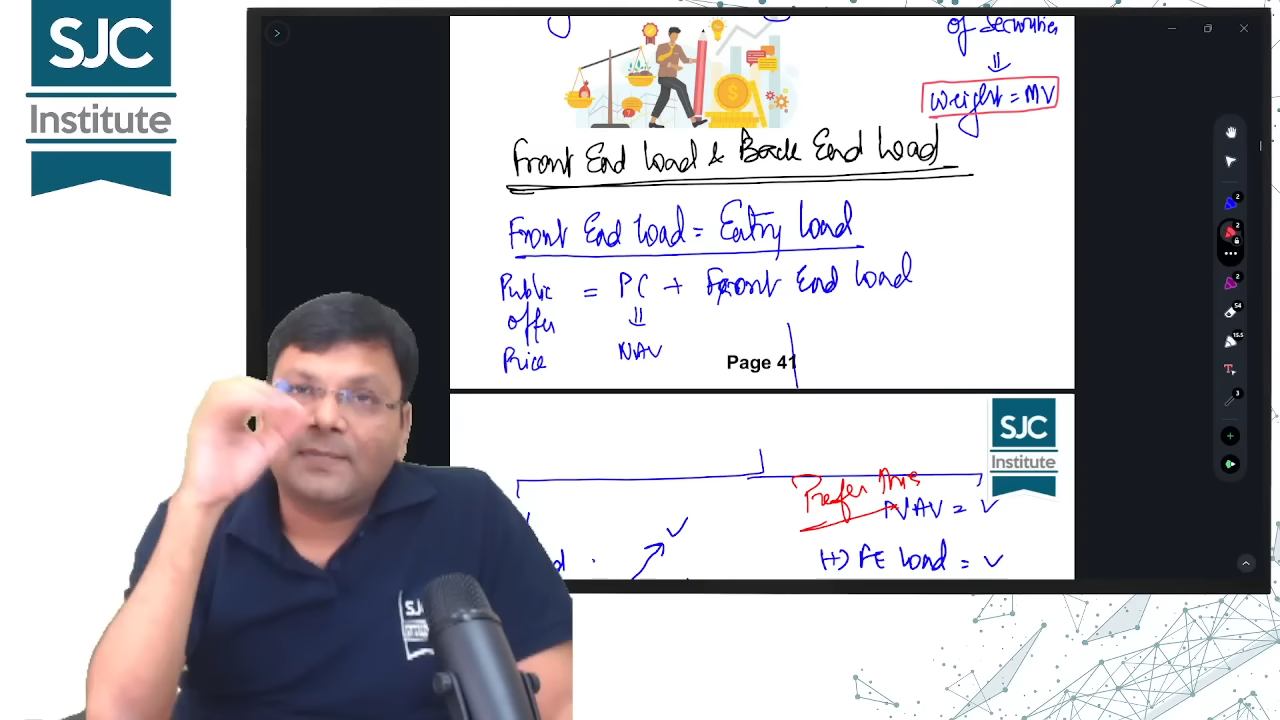 SJC
Institute
of Securities
Weight = MV
Front End Load & Back End Load
Front End Load = Entry Load
Public = PC + Front End Load
offer
Price NAV
Page 41
SJC
Institute
Prefer this
NAV =
(+) FE Load =
SJC